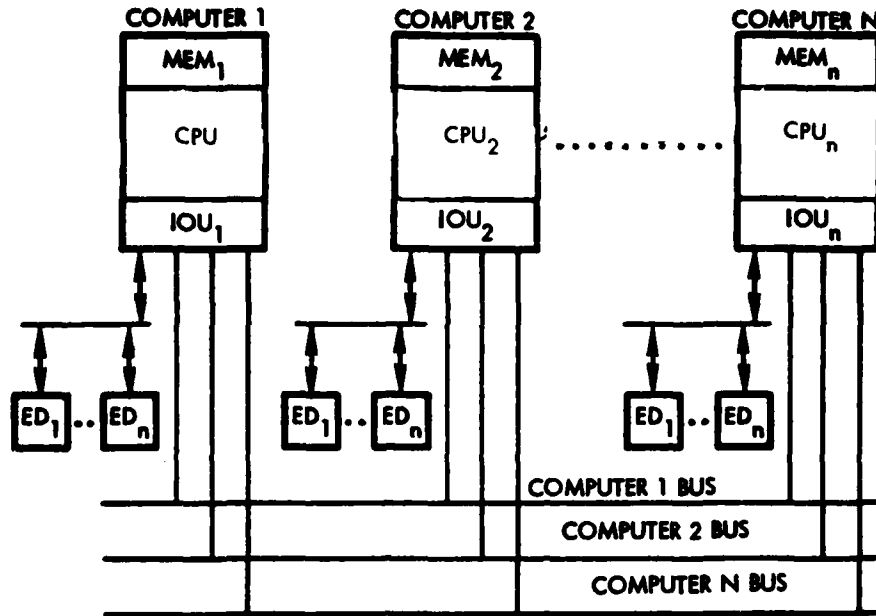 COMPUTER 1 COMPUTER 2 COMPUTER N
MEM₁ MEM₂ MEMₙ
CPU CPU₂ CPUₙ
IOU₁ IOU₂ IOUₙ
ED₁ •• EDₙ ED₁ •• EDₙ ED₁ •• EDₙ
COMPUTER 1 BUS
COMPUTER 2 BUS
COMPUTER N BUS